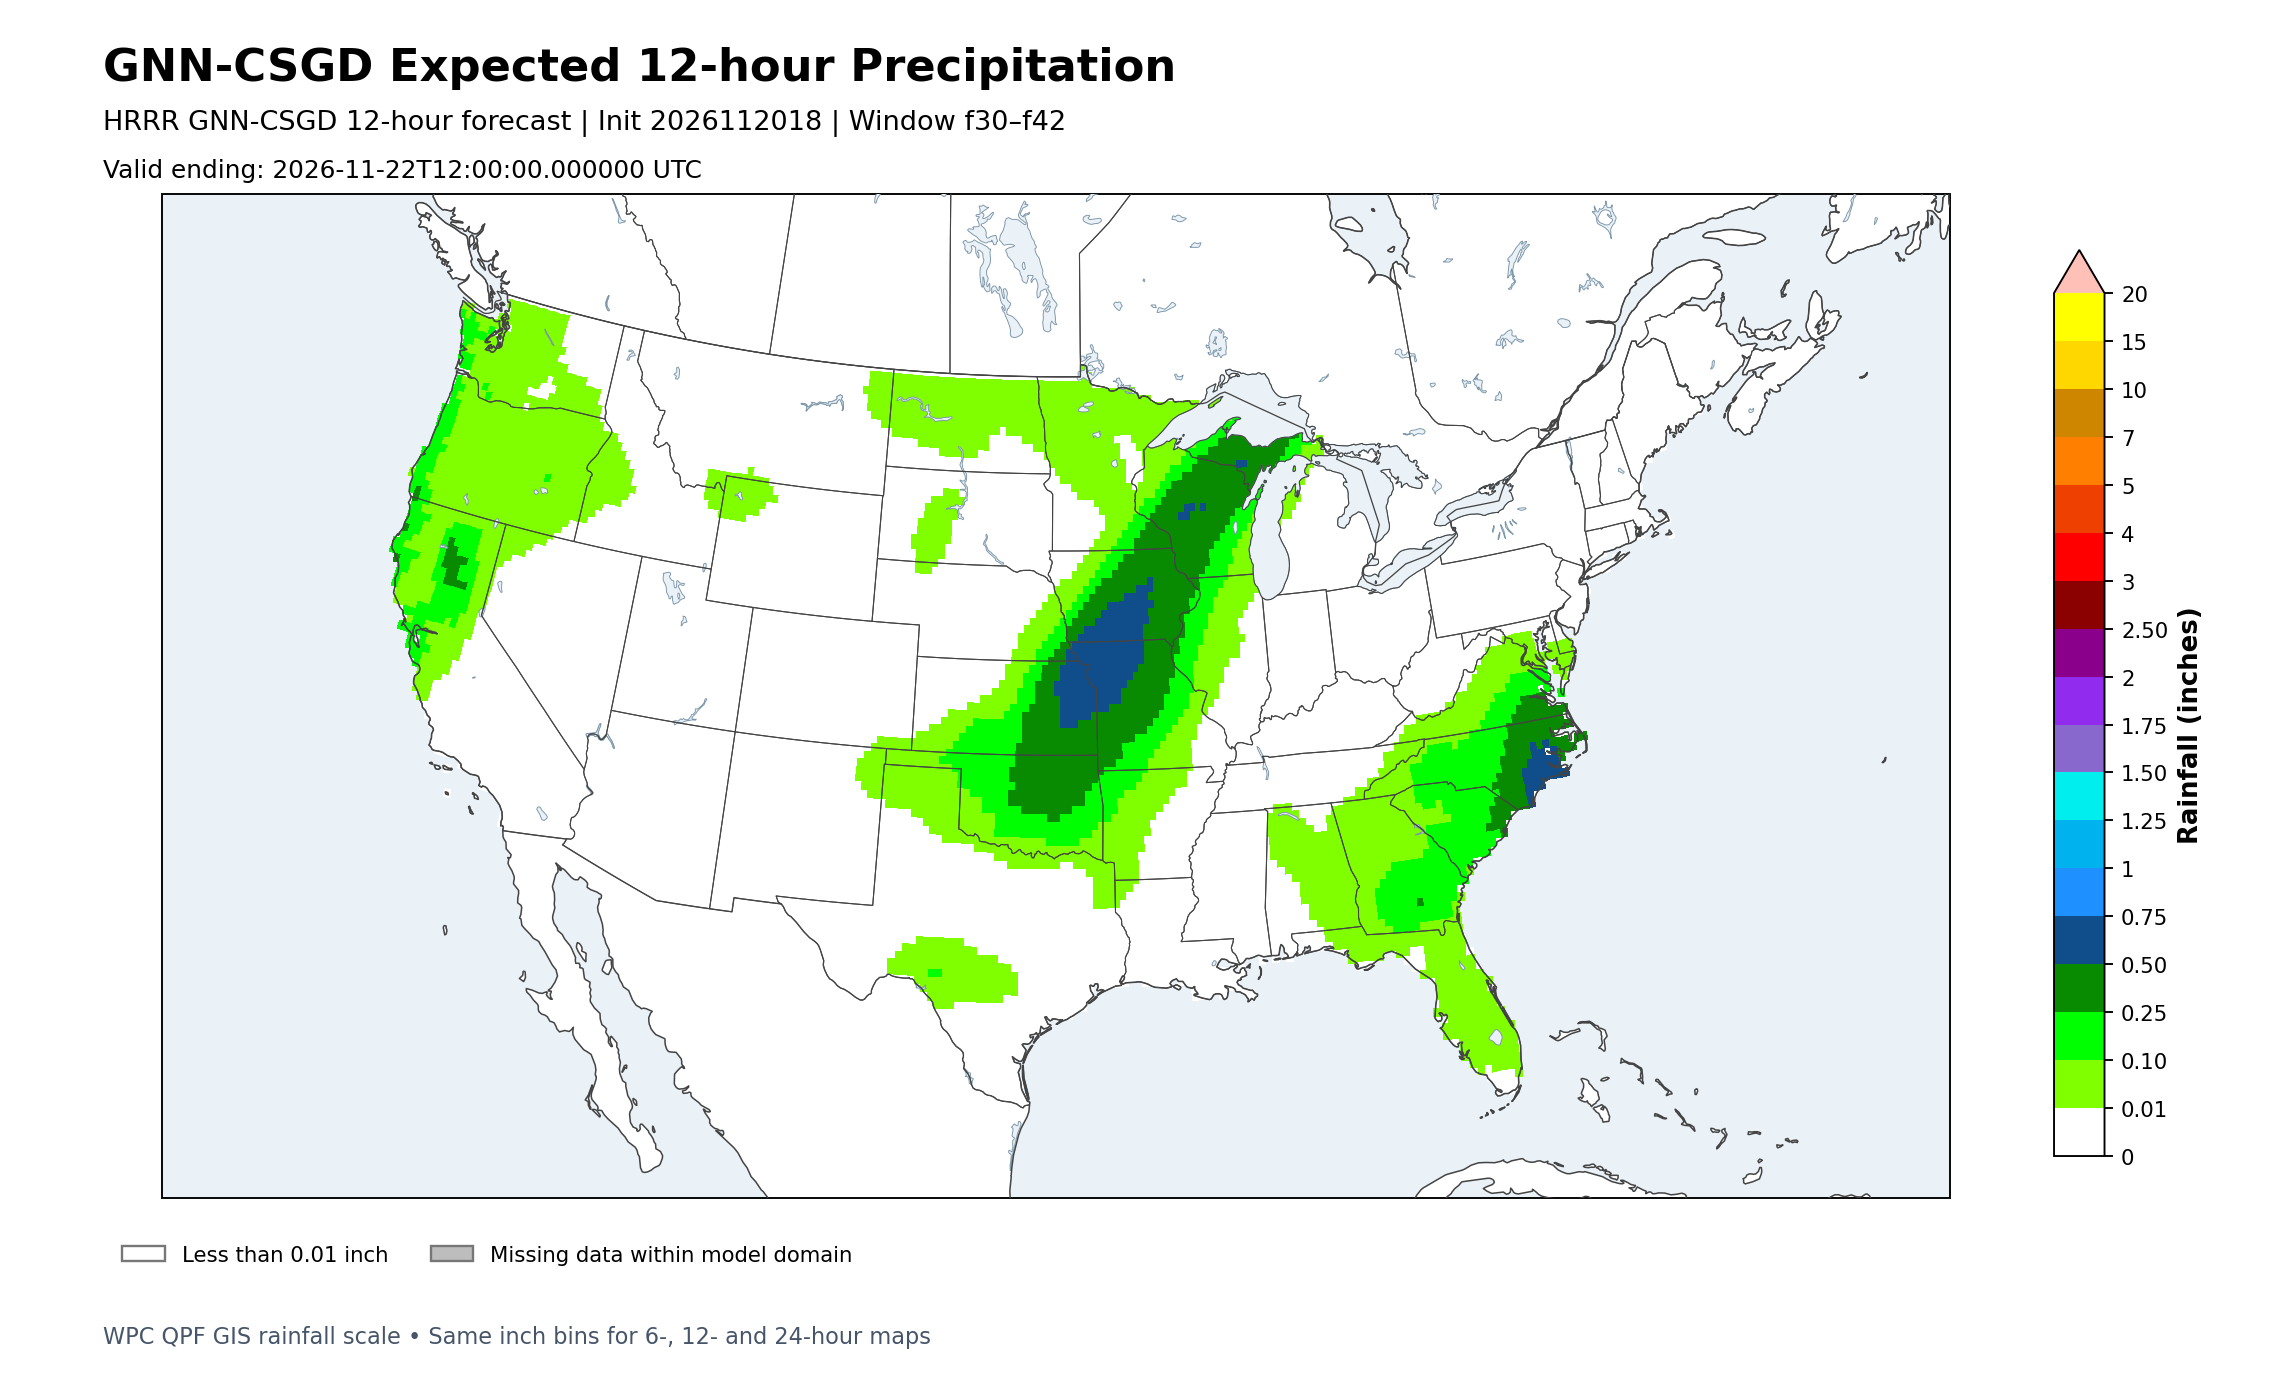 GNN-CSGD Expected 12-hour Precipitation
HRRR GNN-CSGD 12-hour forecast | Init 2026112018 | Window f30–f42
Valid ending: 2026-11-22T12:00:00.000000 UTC
20
15
10
7
5
4
3
2.50
2
1.75
1.50
1.25
1
0.75
0.50
0.25
0.10
0.01
0
Rainfall (inches)
Less than 0.01 inch
Missing data within model domain
WPC QPF GIS rainfall scale • Same inch bins for 6-, 12- and 24-hour maps